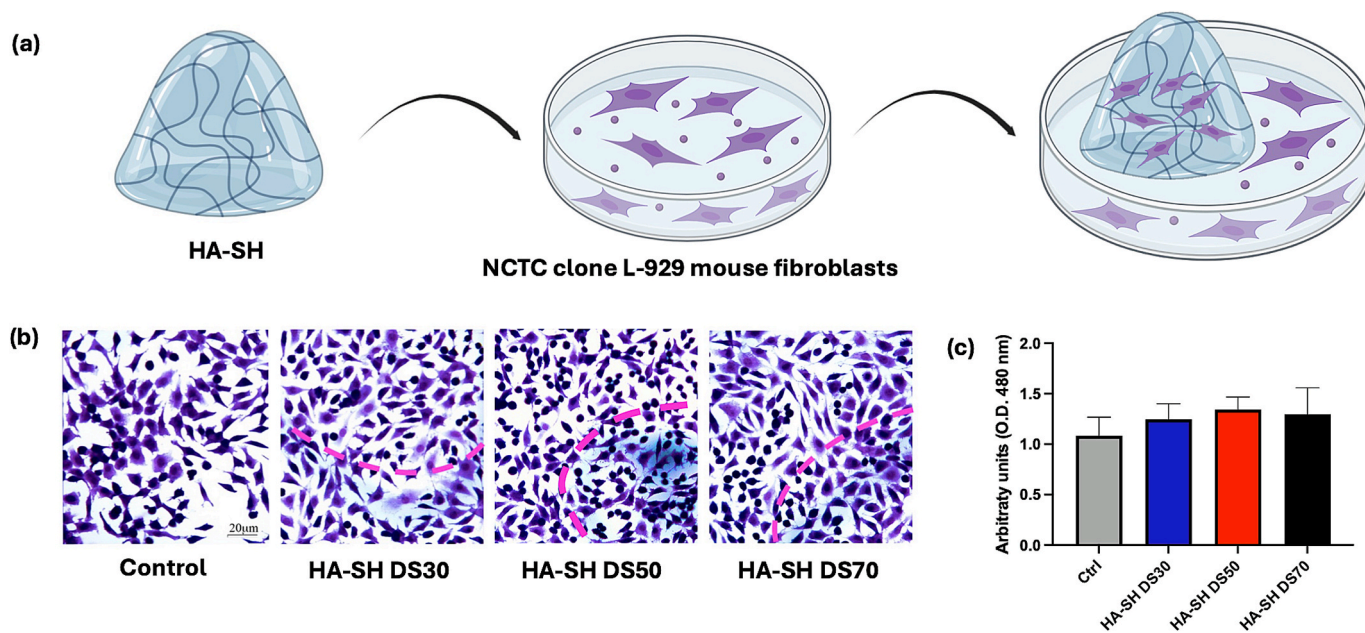 (a)
HA-SH
NCTC clone L-929 mouse fibroblasts
(b)
20μm
Control
HA-SH DS30
HA-SH DS50
HA-SH DS70
(c)
Arbitraty units (O.D. 480 nm)
2.0
1.5
1.0
0.5
0.0
Ctrl
HA-SH DS30
HA-SH DS50
HA-SH DS70